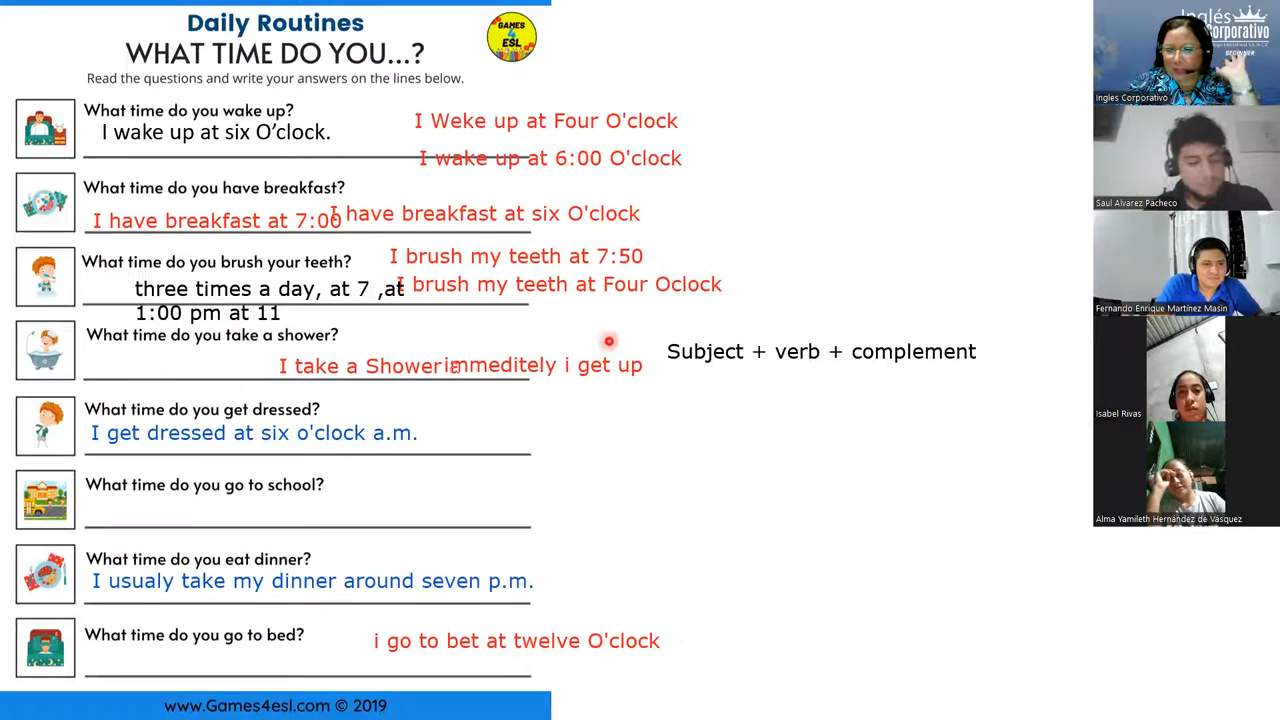 Daily Routines
WHAT TIME DO YOU...?
Read the questions and write your answers on the lines below.
GAMES
4
ESL
What time do you wake up?
I wake up at six O’clock.
I Weke up at Four O'clock
I wake up at 6:00 O'clock
What time do you have breakfast?
I have breakfast at 7:00
I have breakfast at six O'clock
What time do you brush your teeth?
I brush my teeth at 7:50
I brush my teeth at Four Oclock
three times a day, at 7 ,at
1:00 pm at 11
What time do you take a shower?
I take a Shower
immeditely i get up
Subject + verb + complement
What time do you get dressed?
I get dressed at six o'clock a.m.
What time do you go to school?
What time do you eat dinner?
I usualy take my dinner around seven p.m.
What time do you go to bed?
i go to bet at twelve O'clock
www.Games4esl.com © 2019
Inglés
Corporativo
BEGINNER
Ingles Corporativo
Saul Alvarez Pacheco
Fernando Enrique Martínez Masin
Isabel Rivas
Alma Yamileth Hernández de Vásquez